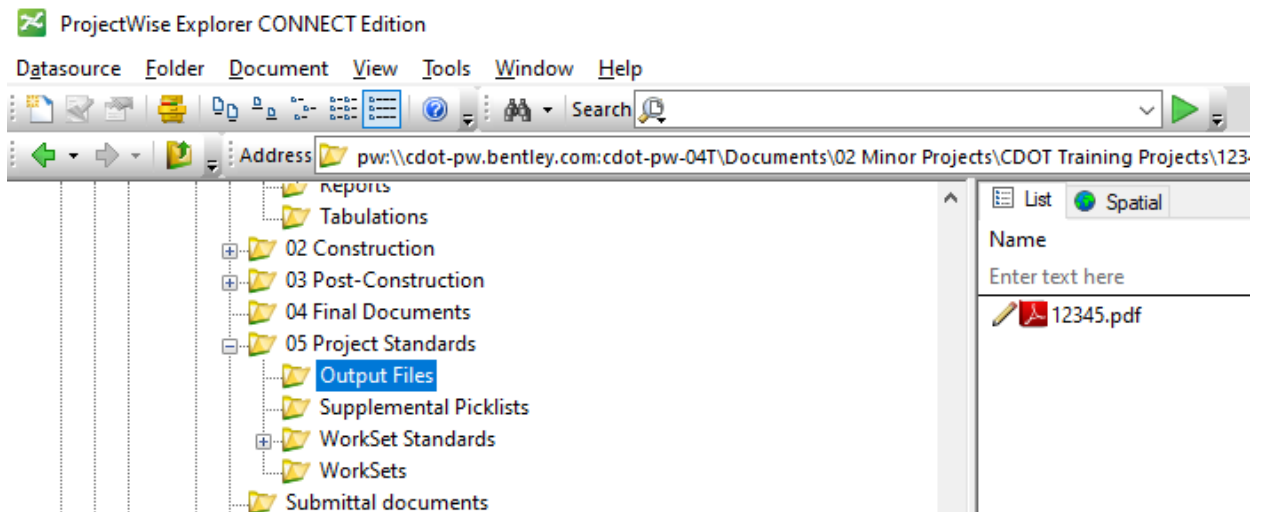 ProjectWise Explorer CONNECT Edition
Datasource Folder Document View Tools Window Help
Search
Address pw:\\cdot-pw.bentley.com:cdot-pw-04T\Documents\02 Minor Projects\CDOT Training Projects\123
Reports
Tabulations
02 Construction
03 Post-Construction
04 Final Documents
05 Project Standards
Output Files
Supplemental Picklists
WorkSet Standards
WorkSets
Submittal documents
List Spatial
Name
Enter text here
12345.pdf